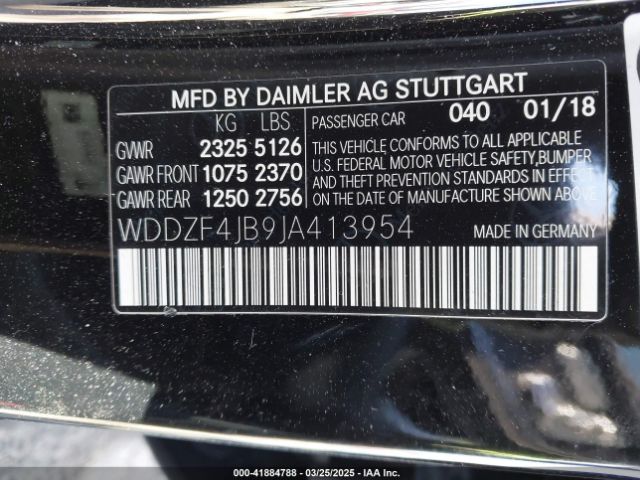 MFD BY DAIMLER AG STUTTGART
KG LBS PASSENGER CAR 040 01/18
GVWR 2325 5126
GAWR FRONT 1075 2370
GAWR REAR 1250 2756
THIS VEHICLE CONFORMS TO ALL APPLICABLE
U.S. FEDERAL MOTOR VEHICLE SAFETY,BUMPER
AND THEFT PREVENTION STANDARDS IN EFFECT
ON THE DATE OF MANUFACTURE SHOWN ABOVE.
WDDZF4JB9JA413954 MADE IN GERMANY
000-41884788 - 03/25/2025 - IAA Inc.